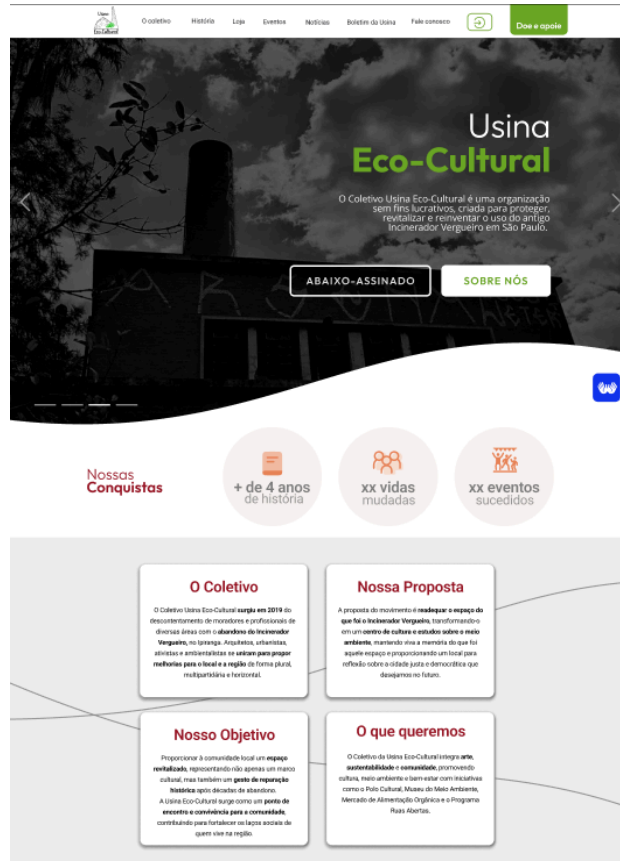 Usina
Eco-Cultural
O coletivo
História
Loja
Eventos
Notícias
Boletim da Usina
Fale conosco
Doe e apoie
Usina
Eco-Cultural
O Coletivo Usina Eco-Cultural é uma organização
sem fins lucrativos, criada para proteger,
revitalizar e reinventar o uso do antigo
Incinerador Vergueiro em São Paulo.
ABAIXO-ASSINADO
SOBRE NÓS
Nossas
Conquistas
+ de 4 anos
de história
xx vidas
mudadas
xx eventos
sucedidos
O Coletivo
O Coletivo Usina Eco-Cultural surgiu em 2019 do
descontentamento de moradores e profissionais de
diversas áreas com o abandono do Incinerador
Vergueiro, no Ipiranga. Arquitetos, urbanistas,
ativistas e ambientalistas se uniram para propor
melhorias para o local e a região de forma plural,
multipartidária e horizontal.
Nossa Proposta
A proposta do movimento é readequar o espaço do
que foi o Incinerador Vergueiro, transformando-o
em um centro de cultura e estudos sobre o meio
ambiente, mantendo viva a memória do que foi
aquele espaço e proporcionando um local para
reflexão sobre a cidade justa e democrática que
desejamos no futuro.
Nosso Objetivo
Proporcionar à comunidade local um espaço
revitalizado, representando não apenas um marco
cultural, mas também um gesto de reparação
histórica após décadas de abandono.
A Usina Eco-Cultural surge como um ponto de
encontro e convivência para a comunidade,
contribuindo para fortalecer os laços sociais de
quem vive na região.
O que queremos
O Coletivo da Usina Eco-Cultural integra arte,
sustentabilidade e comunidade, promovendo
cultura, meio ambiente e bem-estar com iniciativas
como o Polo Cultural, Museu do Meio Ambiente,
Mercado de Alimentação Orgânica e o Programa
Ruas Abertas.